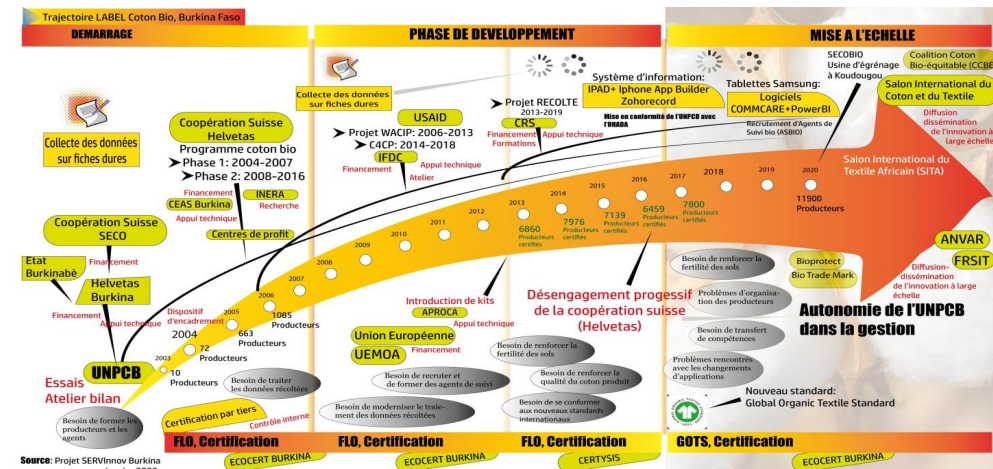 Trajectoire LABEL Coton Bio, Burkina Faso
DEMARRAGE
PHASE DE DEVELOPPEMENT
MISE A L'ECHELLE
Collecte des données
sur fiches dures
Coopération Suisse
Helvetas
Programme coton bio
Phase 1: 2004-2007
Phase 2: 2008-2016
Financement
CEAS Burkina
Appui technique
INERA
Recherche
Centres de profit
Coopération Suisse
SECO
Etat
Burkinabè
Financement
Helvetas
Burkina
Appui technique
UNPCB
Essais
Atelier bilan
Dispositif
d'encadrement
Collecte des données
sur fiches dures
USAID
Projet WACIP: 2006-2013
C4CP: 2014-2018
IFDC
Financement
Appui technique
Atelier
Projet RECOLTE
2013-2019
CRS
Financement
Appui technique
Formations
Système d'information:
IPAD+ Iphone App Builder
Zohorecord
Mise en conformité de l'UNPCB avec
l'OHADA
Tablettes Samsung:
Logiciels
COMMCARE+PowerBI
Recrutement d'Agents de
Suivi bio (ASBIO)
SECOBIO
Usine d'égrénage
à Koudougou
Coalition Coton
Bio-équitable (CCBE
Salon International du
Coton et du Textile
Diffusion
dissémination
de l'innovation à
large échelle
Salon International du
Textile Africain (SITA)
2003
10
Producteurs
2004
72
Producteurs
2005
663
Producteurs
2006
1085
Producteurs
2007
2008
2009
2010
2011
2012
2013
6860
Producteurs
certifiés
2014
7976
Producteurs
certifiés
2015
7139
Producteurs
certifiés
2016
6459
Producteurs
certifiés
2017
7800
Producteurs
certifiés
2018
2019
2020
11900
Producteurs
ANVAR
FRSIT
Diffusion-
dissémination
de l'innovation à large
échelle
Introduction de kits
APROCA
Appui technique
Union Européenne
UEMOA
Financement
Désengagement progessif
de la coopération suisse
(Helvetas)
Autonomie de l'UNPCB
dans la gestion
Bioprotect
Bio Trade Mark
Besoin de renforcer la
fertilité des sols
Problèmes d'organisa-
tion des producteurs
Besoin de transfert
de compétences
Problèmes rencontrés
avec les changements
d'applications
Besoin de former les
producteurs et les
agents
Besoin de traiter
les données récoltées
Besoin de recruter et
de former des agents de suivi
Besoin de moderniser le traie-
ment des données récoltées
Besoin de renforcer la
fertilité des sols
Besoin de renforcer la
qualité du coton produit
Besoin de se conformer
aux nouveaux standards
internationaux
Certification par tiers
Contrôle interne
Nouveau standard:
Global Organic Textile Standard
FLO, Certification
FLO, Certification
FLO, Certification
GOTS, Certification
ECOCERT BURKINA
ECOCERT BURKINA
CERTYSIS
ECOCERT BURKINA
Source: Projet SERVInnov Burkina